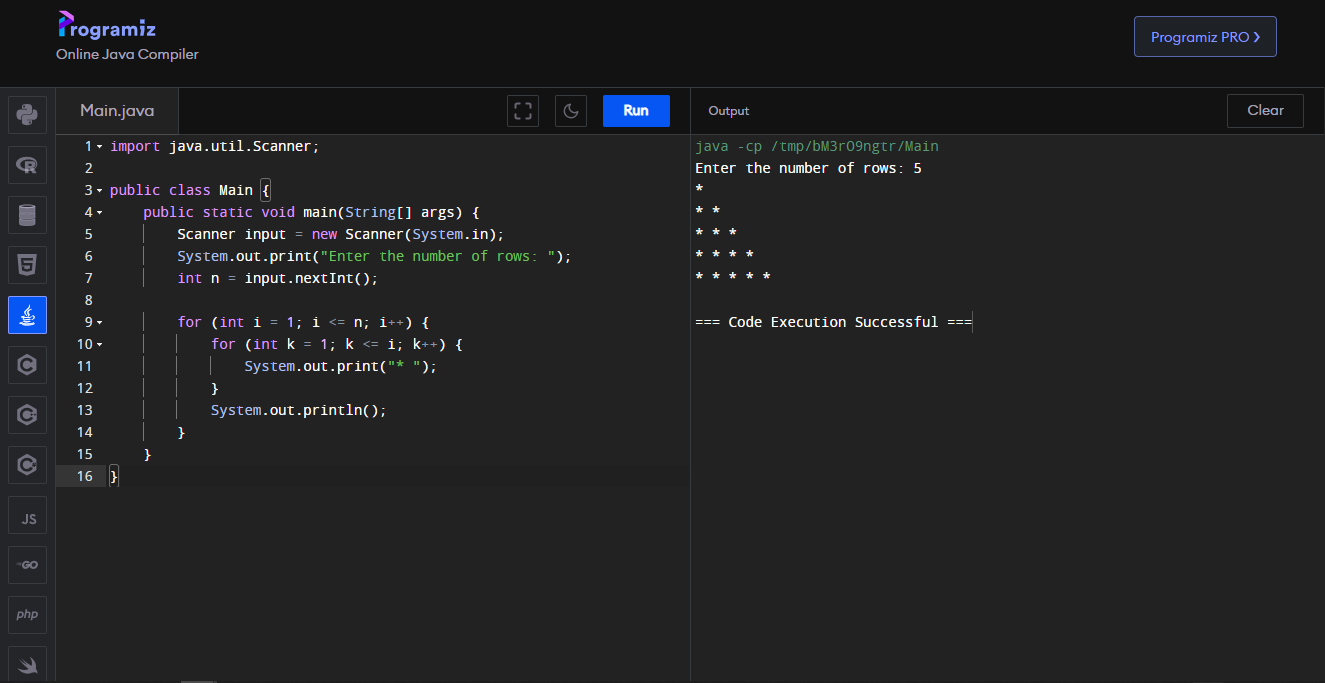 Programiz
Online Java Compiler
Programiz PRO ❯
Main.java
Run
Output
Clear
1 import java.util.Scanner;
2
3 public class Main {
4     public static void main(String[] args) {
5         Scanner input = new Scanner(System.in);
6         System.out.print("Enter the number of rows: ");
7         int n = input.nextInt();
8
9         for (int i = 1; i <= n; i++) {
10             for (int k = 1; k <= i; k++) {
11                 System.out.print("* ");
12             }
13             System.out.println();
14         }
15     }
16 }
java -cp /tmp/bM3rO9ngtr/Main
Enter the number of rows: 5
*
* *
* * *
* * * *
* * * * *
=== Code Execution Successful ===
R
5
C
C
C
JS
GO
php